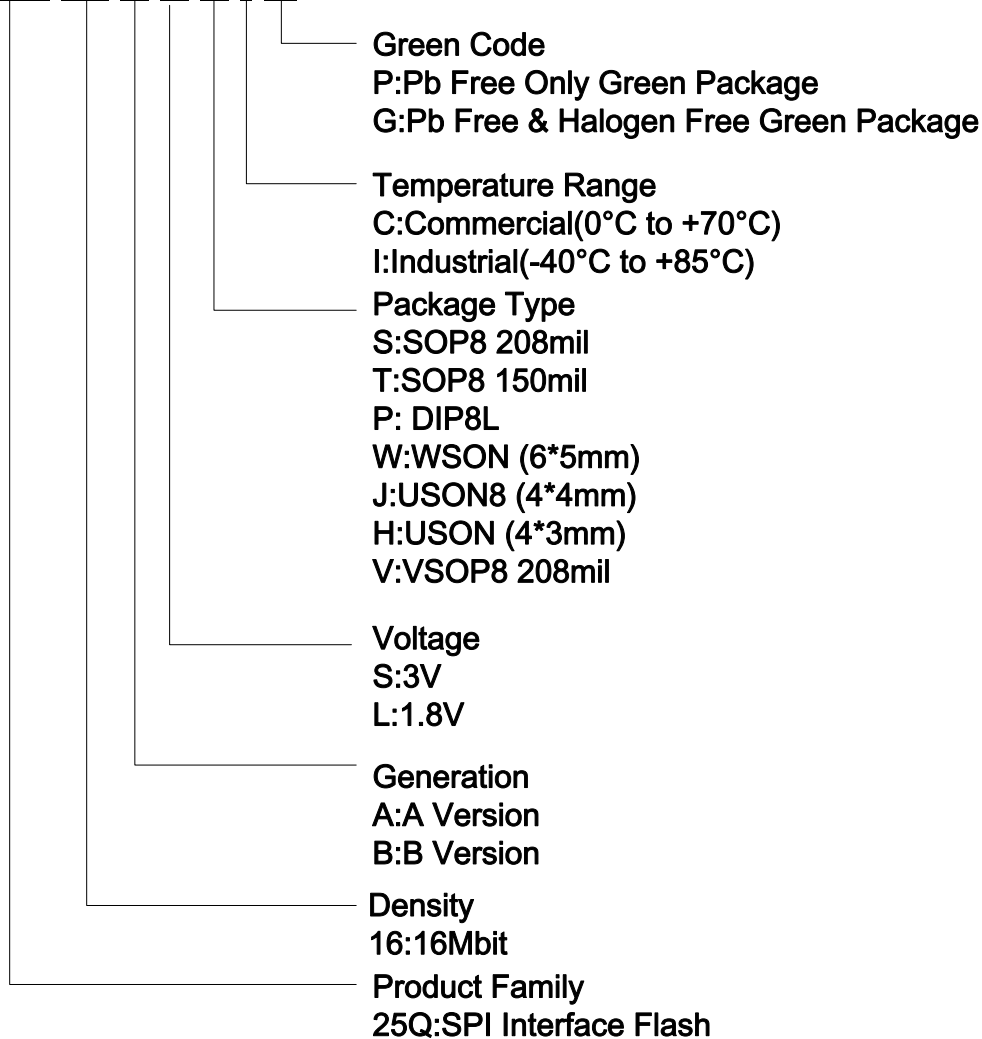 Green Code
P:Pb Free Only Green Package
G:Pb Free & Halogen Free Green Package
Temperature Range
C:Commercial(0°C to +70°C)
I:Industrial(-40°C to +85°C)
Package Type
S:SOP8 208mil
T:SOP8 150mil
P: DIP8L
W:WSON (6*5mm)
J:USON8 (4*4mm)
H:USON (4*3mm)
V:VSOP8 208mil
Voltage
S:3V
L:1.8V
Generation
A:A Version
B:B Version
Density
16:16Mbit
Product Family
25Q:SPI Interface Flash